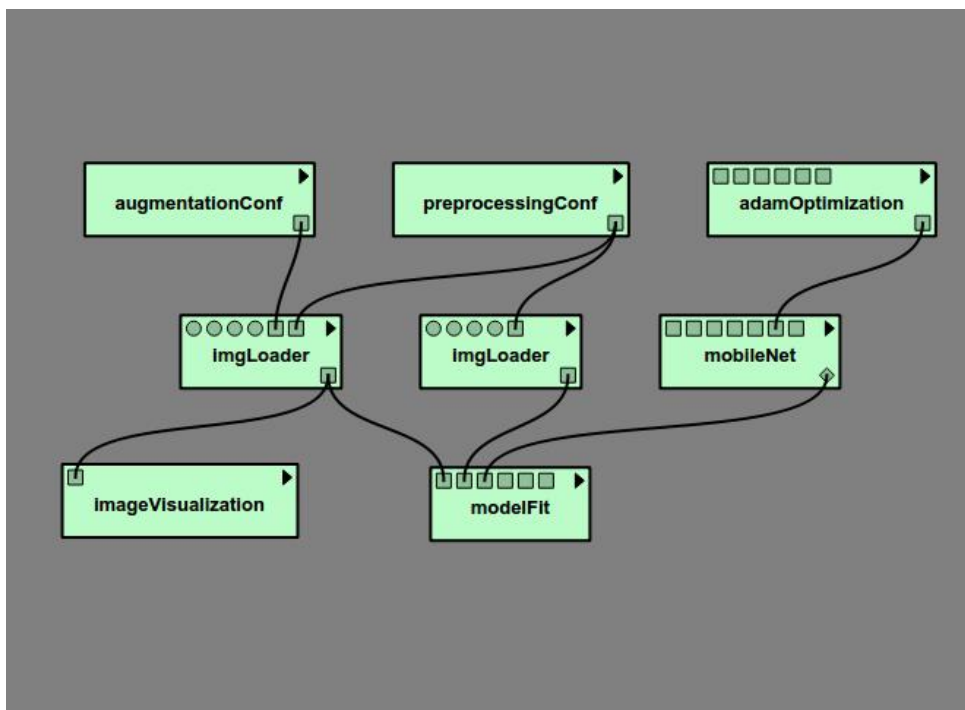 augmentationConf
preprocessingConf
adamOptimization
imgLoader
imgLoader
mobileNet
imageVisualization
modelFit